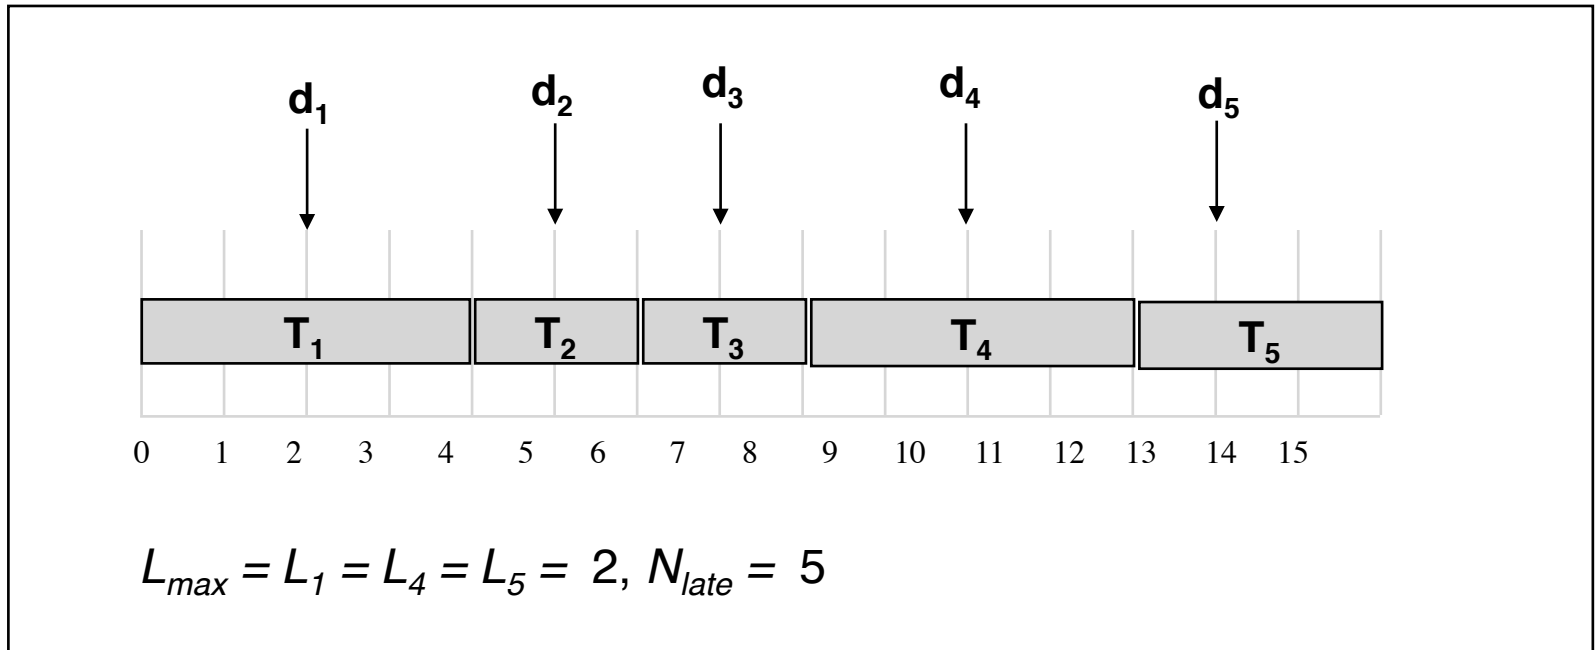 d₁ d₂ d₃ d₄ d₅
T₁ T₂ T₃ T₄ T₅
0 1 2 3 4 5 6 7 8 9 10 11 12 13 14 15
Lₘₐₓ = L₁ = L₄ = L₅ = 2, Nₗₐₜₑ = 5